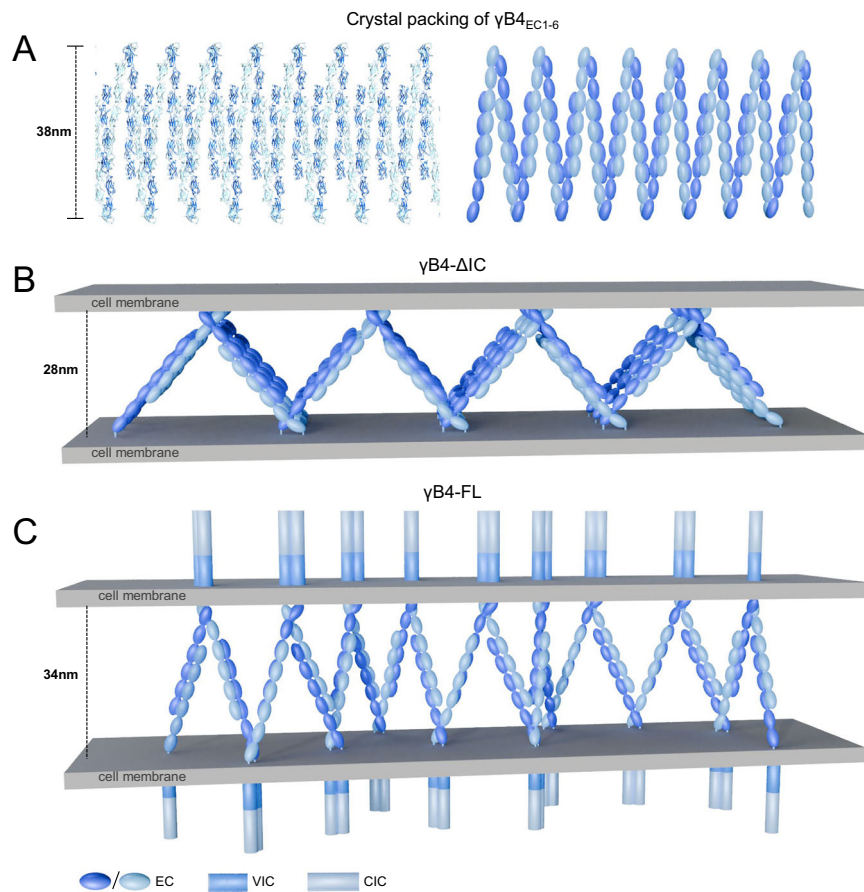 Crystal packing of γB4EC1-6
A
38nm
γB4-ΔIC
B
cell membrane
28nm
cell membrane
γB4-FL
C
cell membrane
34nm
cell membrane
/ EC VIC CIC